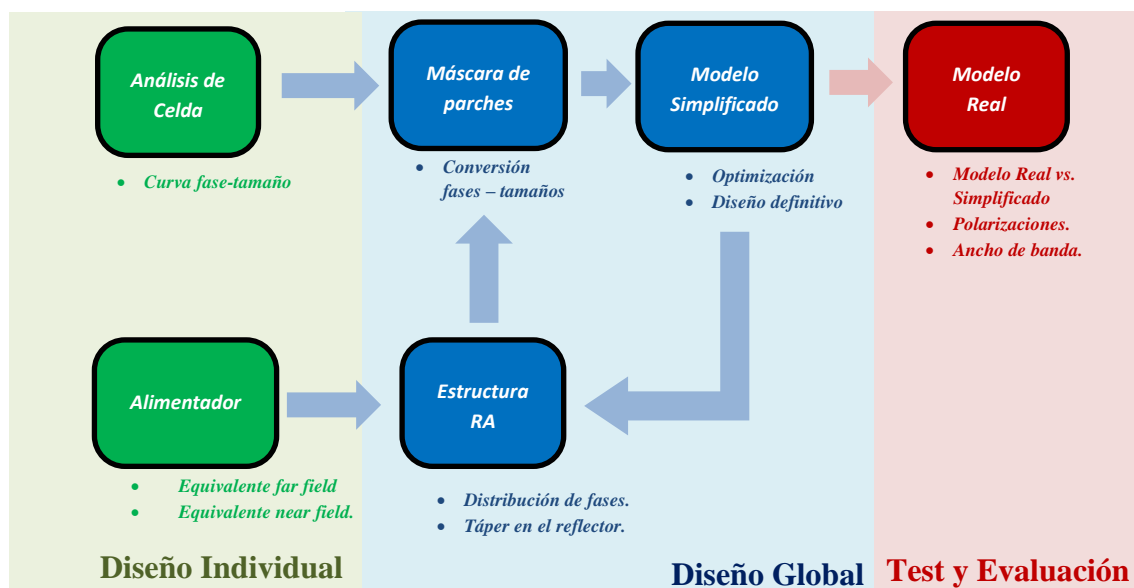 Análisis de
Celda
Máscara de
parches
Modelo
Simplificado
Modelo
Real
• Curva fase-tamaño
• Conversión
fases – tamaños
• Optimización
• Diseño definitivo
• Modelo Real vs.
Simplificado
• Polarizaciones.
• Ancho de banda.
Alimentador
Estructura
RA
• Equivalente far field
• Equivalente near field.
• Distribución de fases.
• Táper en el reflector.
Diseño Individual
Diseño Global
Test y Evaluación